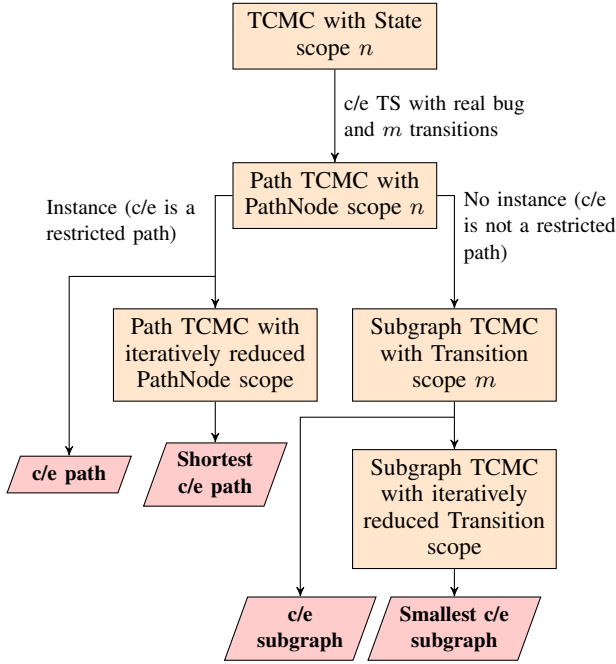 TCMC with State
scope n
c/e TS with real bug
and m transitions
Path TCMC with
PathNode scope n
Instance (c/e is a
restricted path)
No instance (c/e
is not a restricted
path)
Path TCMC with
iteratively reduced
PathNode scope
Subgraph TCMC
with Transition
scope m
c/e path
Shortest
c/e path
Subgraph TCMC
with iteratively
reduced Transition
scope
c/e
subgraph
Smallest c/e
subgraph